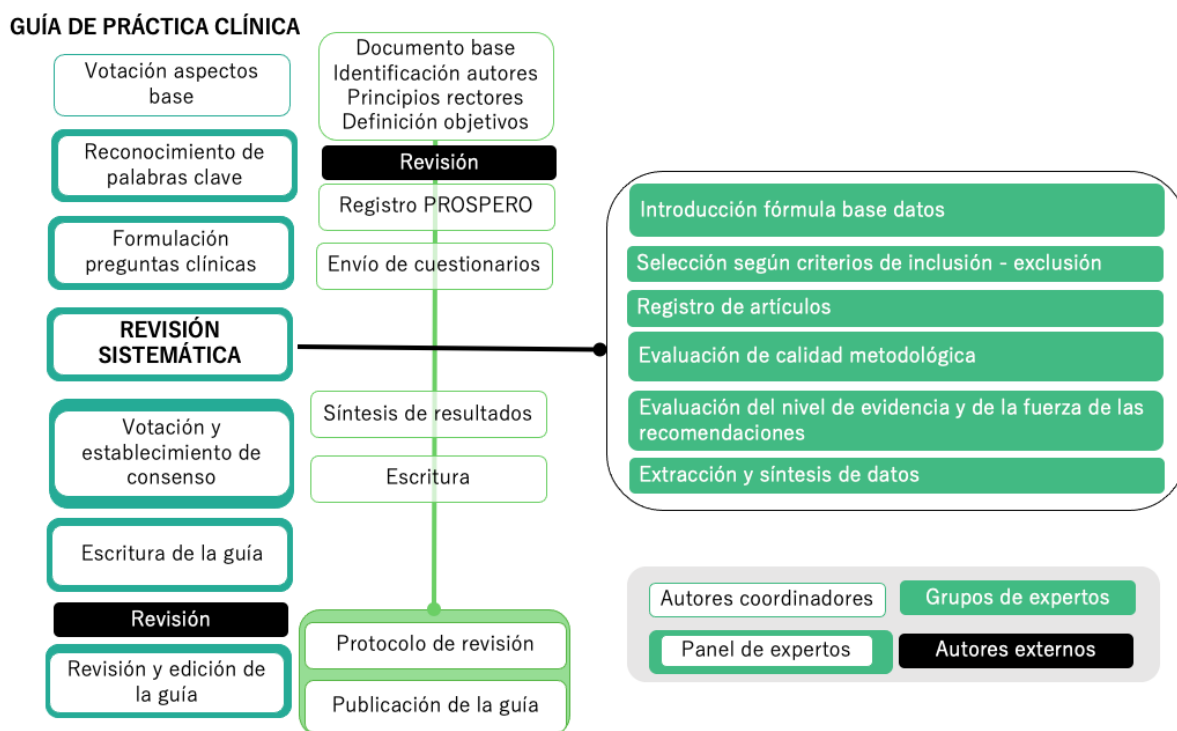 GUÍA DE PRÁCTICA CLÍNICA
Votación aspectos
base
Reconocimiento de
palabras clave
Formulación
preguntas clínicas
REVISIÓN
SISTEMÁTICA
Votación y
establecimiento de
consenso
Escritura de la guía
Revisión
Revisión y edición de
la guía
Documento base
Identificación autores
Principios rectores
Definición objetivos
Revisión
Registro PROSPERO
Envío de cuestionarios
Síntesis de resultados
Escritura
Protocolo de revisión
Publicación de la guía
Introducción fórmula base datos
Selección según criterios de inclusión - exclusión
Registro de artículos
Evaluación de calidad metodológica
Evaluación del nivel de evidencia y de la fuerza de las
recomendaciones
Extracción y síntesis de datos
Autores coordinadores
Grupos de expertos
Panel de expertos
Autores externos